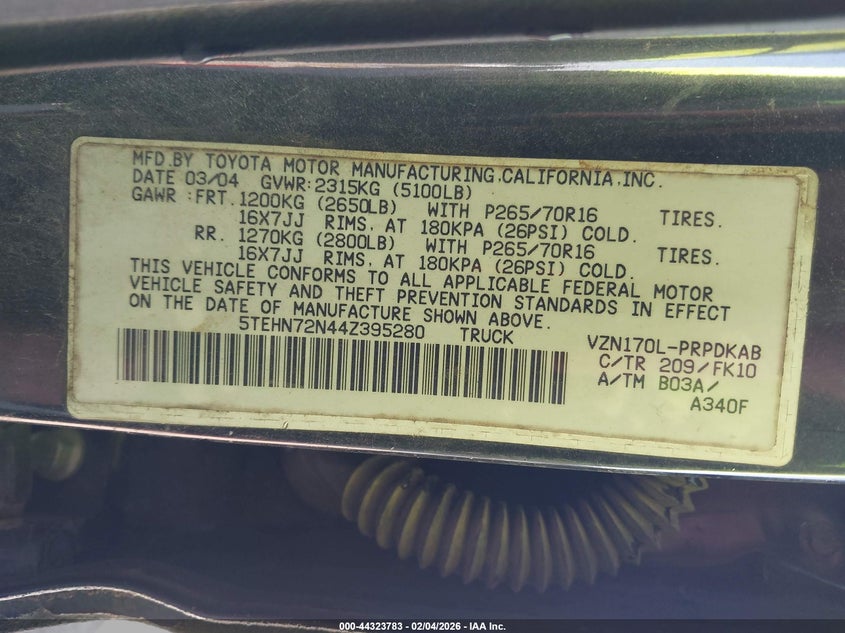 MFD.BY TOYOTA MOTOR MANUFACTURING.CALIFORNIA.INC.
DATE 03/04 GVWR:2315KG (5100LB)
GAWR :FRT.1200KG (2650LB) WITH P265/70R16 TIRES.
16X7JJ RIMS. AT 180KPA (26PSI) COLD.
RR. 1270KG (2800LB) WITH P265/70R16 TIRES.
16X7JJ RIMS. AT 180KPA (26PSI) COLD.
THIS VEHICLE CONFORMS TO ALL APPLICABLE FEDERAL MOTOR
VEHICLE SAFETY AND THEFT PREVENTION STANDARDS IN EFFECT
ON THE DATE OF MANUFACTURE SHOWN ABOVE.
5TEHN72N44Z395280 TRUCK
VZN170L-PRPDKAB
C/TR 209/FK10
A/TM B03A/
A340F
000-44323783 - 02/04/2026 - IAA Inc.